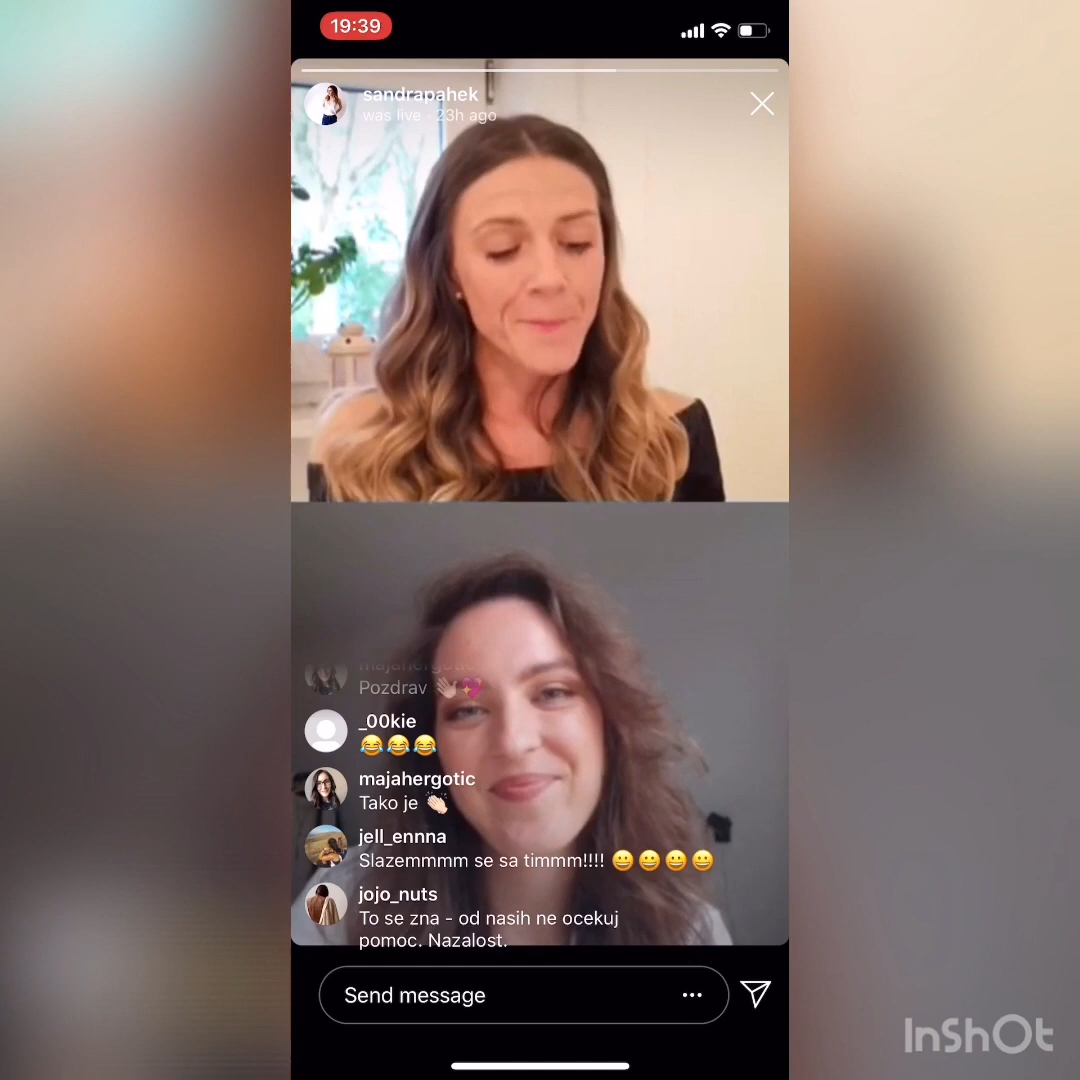 19:39
sandrapahek
was live · 23h ago
majahergotic
Pozdrav 👋🏻💖
_00kie
😂😂😂
majahergotic
Tako je 👏🏻
jell_ennna
Slazemmmm se sa timmm!!!! 😀😀😀😀
jojo_nuts
To se zna - od nasih ne ocekuj
pomoc. Nazalost.
Send message
InShOt